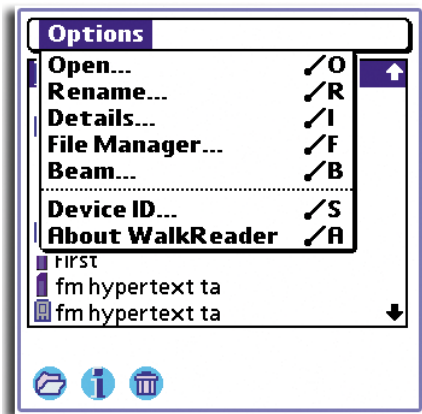 Options
Open... /O
Rename... /R
Details... /I
File Manager... /F
Beam... /B
Device ID... /S
About WalkReader /A
First
fm hypertext ta
fm hypertext ta